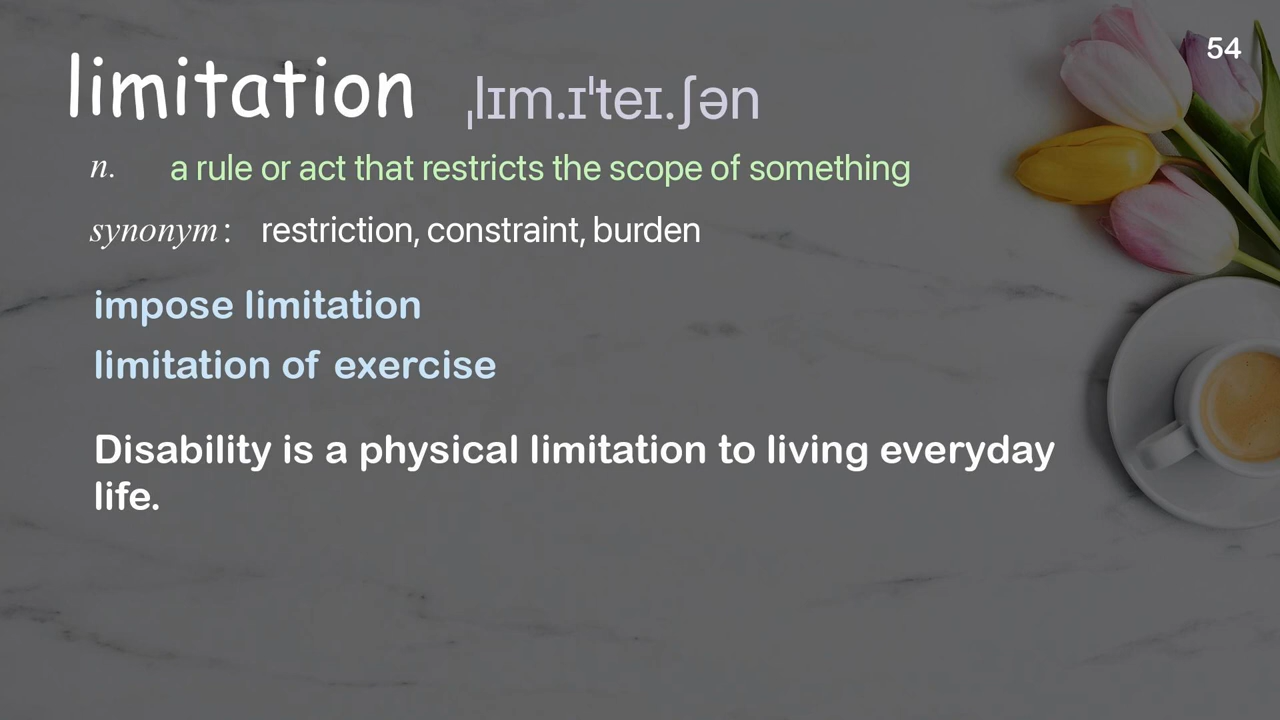 54
limitation ˌlɪm.ɪˈteɪ.ʃən
n. a rule or act that restricts the scope of something
synonym : restriction, constraint, burden
impose limitation
limitation of exercise
Disability is a physical limitation to living everyday
life.